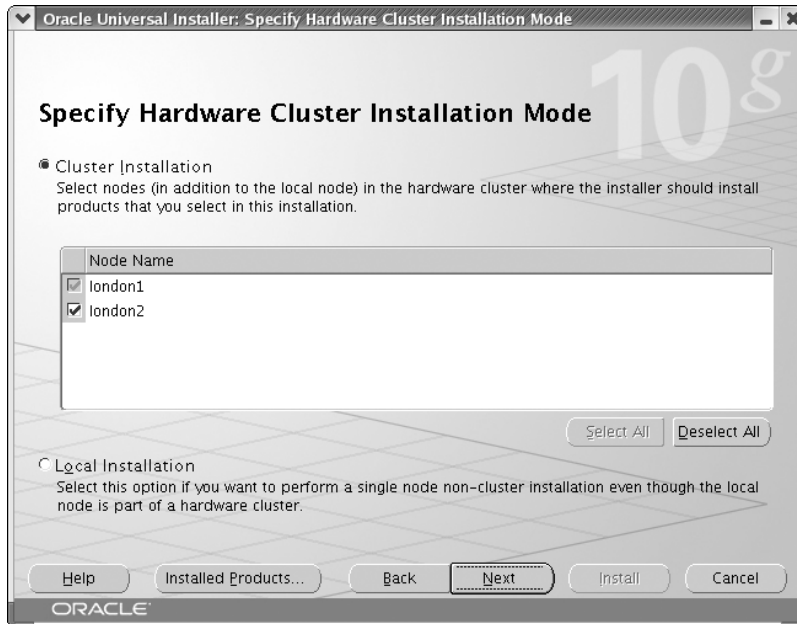 Oracle Universal Installer: Specify Hardware Cluster Installation Mode
10g
Specify Hardware Cluster Installation Mode
Cluster Installation
Select nodes (in addition to the local node) in the hardware cluster where the installer should install
products that you select in this installation.
Node Name
london1
london2
Select All Deselect All
Local Installation
Select this option if you want to perform a single node non-cluster installation even though the local
node is part of a hardware cluster.
Help Installed Products... Back Next Install Cancel
ORACLE